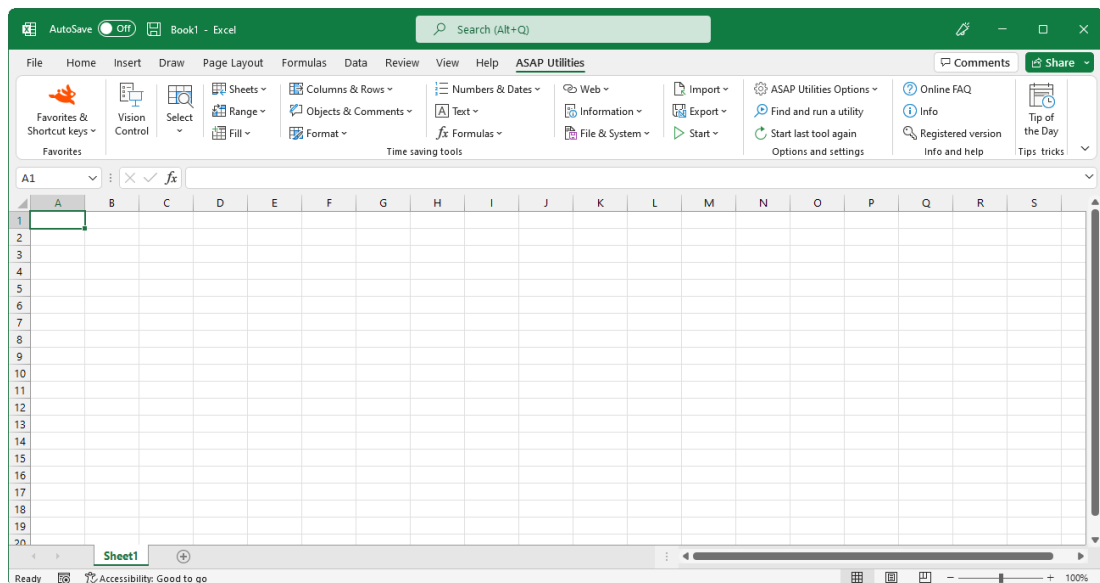 AutoSave Off Book1 - Excel Search (Alt+Q)
File Home Insert Draw Page Layout Formulas Data Review View Help ASAP Utilities Comments Share
Favorites & Shortcut keys
Vision Control
Select
Sheets
Range
Fill
Columns & Rows
Objects & Comments
Format
Numbers & Dates
Text
Formulas
Web
Information
File & System
Import
Export
Start
ASAP Utilities Options
Find and run a utility
Start last tool again
Online FAQ
Info
Registered version
Tip of the Day
Favorites Time saving tools Options and settings Info and help Tips tricks
A1 fx
A B C D E F G H I J K L M N O P Q R S
1
2
3
4
5
6
7
8
9
10
11
12
13
14
15
16
17
18
19
20
Sheet1
Ready Accessibility: Good to go 100%